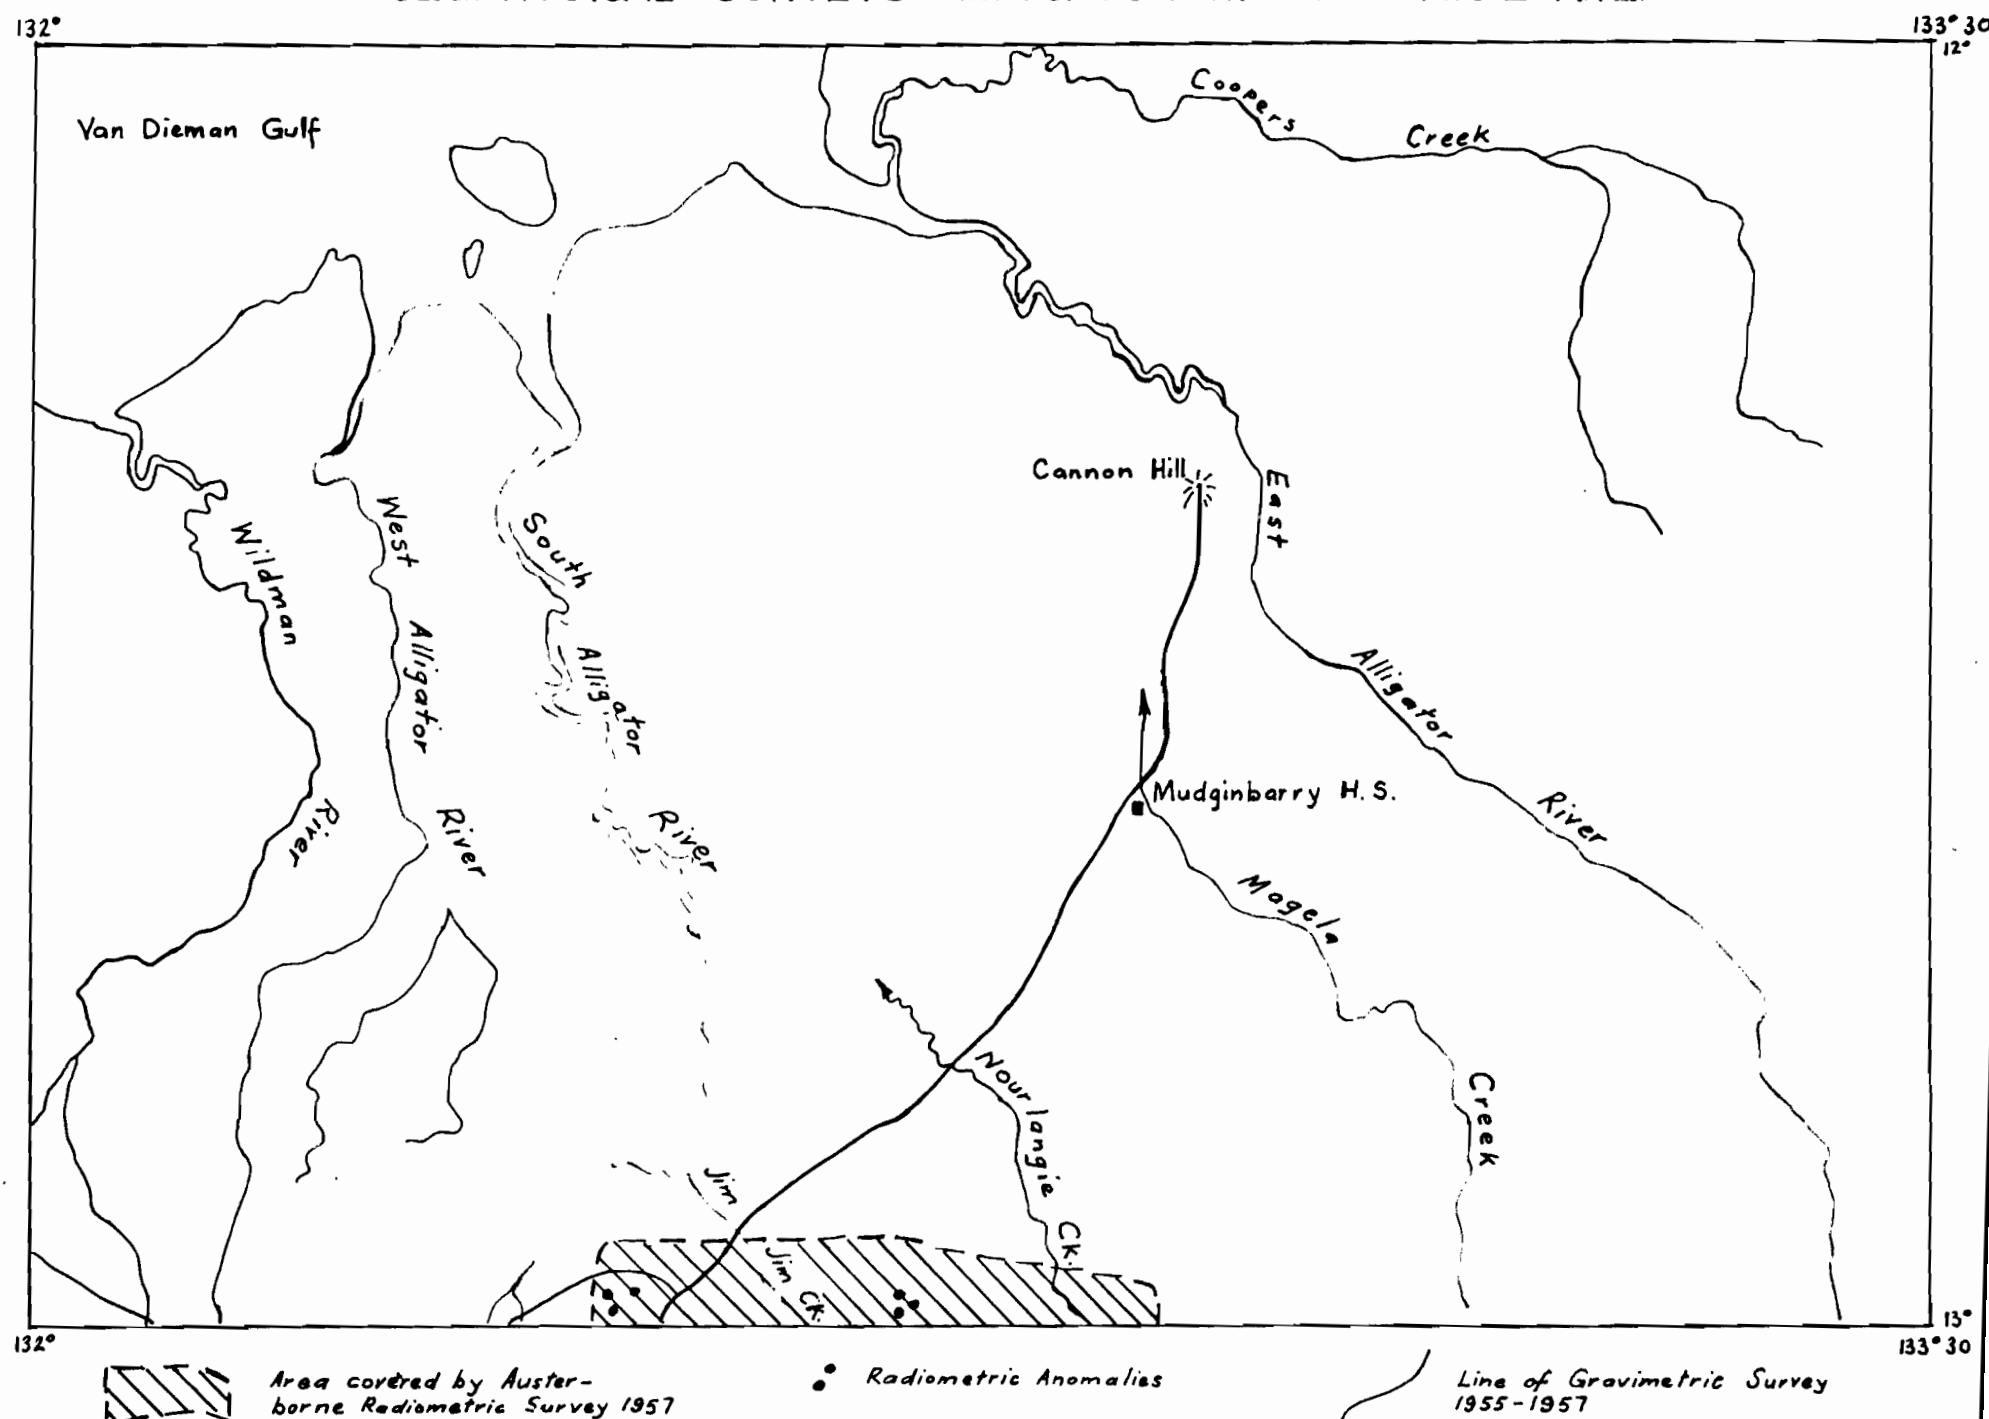 132°
133° 30
12°
Van Dieman Gulf
Coopers Creek
Cannon Hill
East Alligator River
Wildman River
West Alligator River
South Alligator River
Mudginbarry H.S.
Magela Creek
Nourlangie Ck.
Jim
Jim Ck.
132°
13°
133° 30
Area covered by Auster-
borne Radiometric Survey 1957
Radiometric Anomalies
Line of Gravimetric Survey
1955-1957